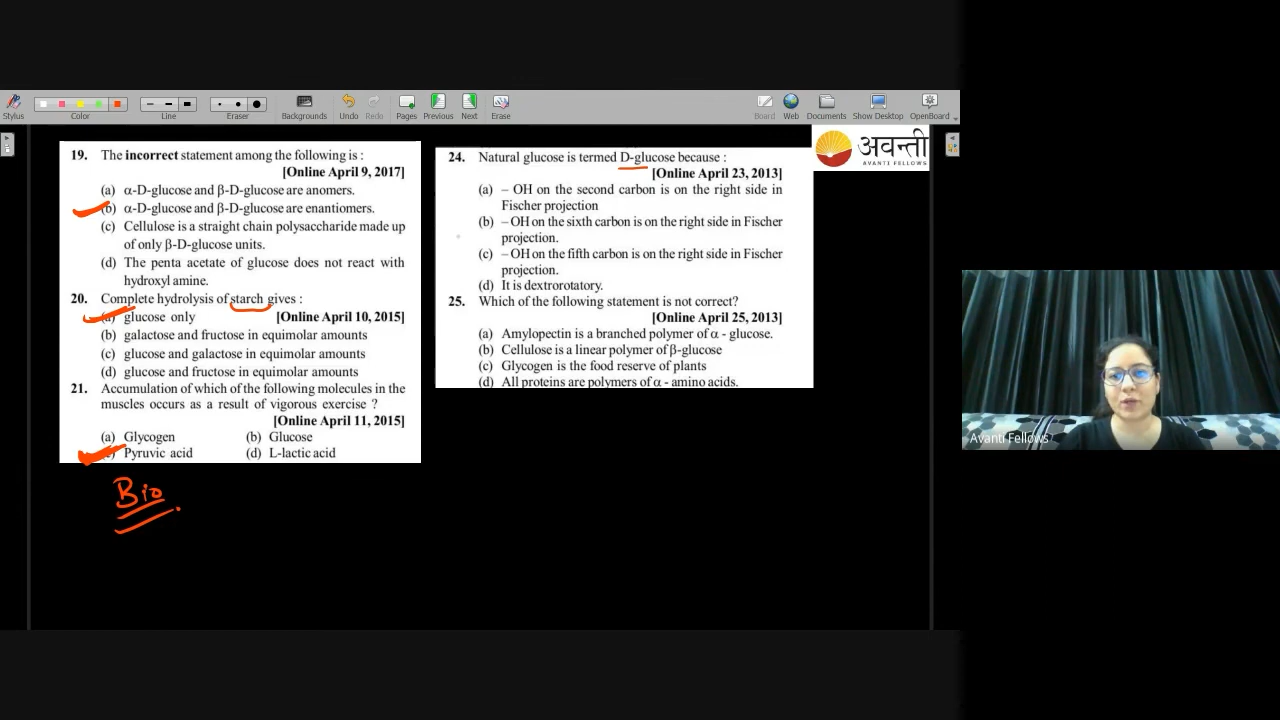 Stylus
Color
Line
Eraser
Backgrounds
Undo
Redo
Pages
Previous
Next
Erase
Board
Web
Documents
Show Desktop
OpenBoard
अवन्ती
AVANTI FELLOWS
19. The incorrect statement among the following is :
[Online April 9, 2017]
(a) α-D-glucose and β-D-glucose are anomers.
(b) α-D-glucose and β-D-glucose are enantiomers.
(c) Cellulose is a straight chain polysaccharide made up
of only β-D-glucose units.
(d) The penta acetate of glucose does not react with
hydroxyl amine.
20. Complete hydrolysis of starch gives :
(a) glucose only [Online April 10, 2015]
(b) galactose and fructose in equimolar amounts
(c) glucose and galactose in equimolar amounts
(d) glucose and fructose in equimolar amounts
21. Accumulation of which of the following molecules in the
muscles occurs as a result of vigorous exercise ?
[Online April 11, 2015]
(a) Glycogen (b) Glucose
Pyruvic acid (d) L-lactic acid
Bio
24. Natural glucose is termed D-glucose because :
[Online April 23, 2013]
(a) – OH on the second carbon is on the right side in
Fischer projection
(b) – OH on the sixth carbon is on the right side in Fischer
projection.
(c) – OH on the fifth carbon is on the right side in Fischer
projection.
(d) It is dextrorotatory.
25. Which of the following statement is not correct?
[Online April 25, 2013]
(a) Amylopectin is a branched polymer of α - glucose.
(b) Cellulose is a linear polymer of β-glucose
(c) Glycogen is the food reserve of plants
(d) All proteins are polymers of α - amino acids.
Avanti Fellows